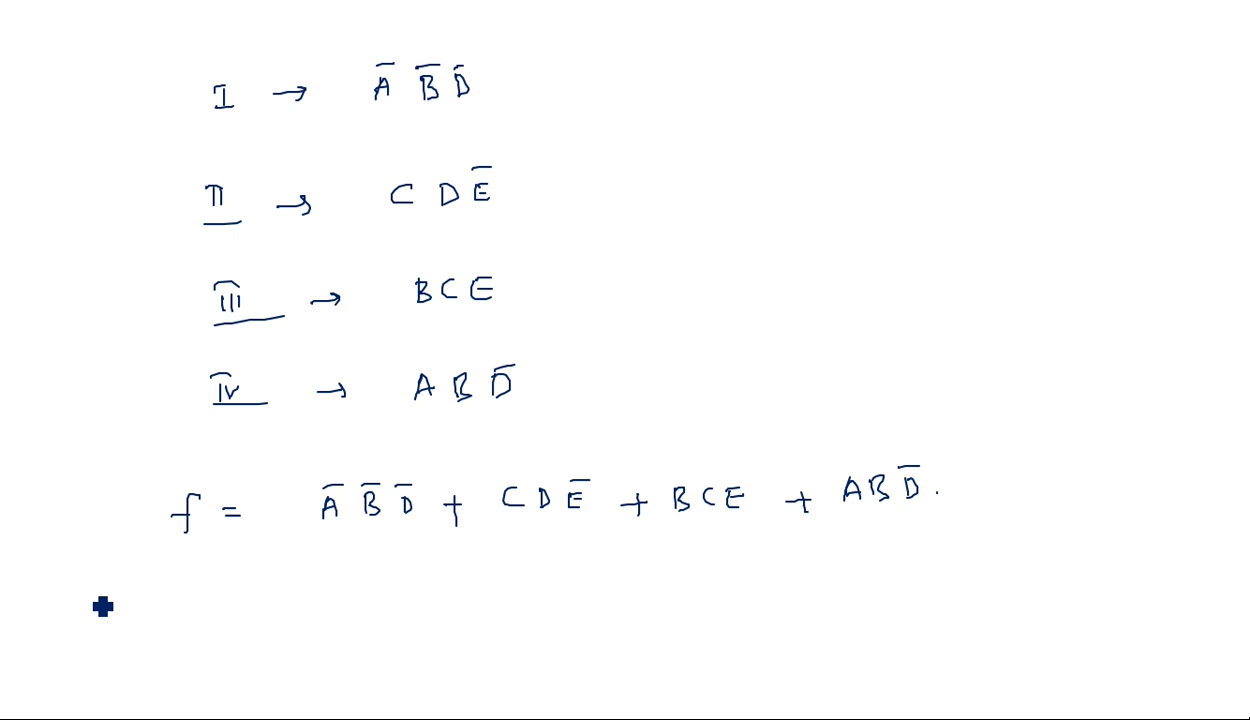 I → A̅ B̅ D̅
II → C D E̅
III → B C E
IV → A B D̅
f = A̅ B̅ D̅ + C D E̅ + B C E + A B D̅.